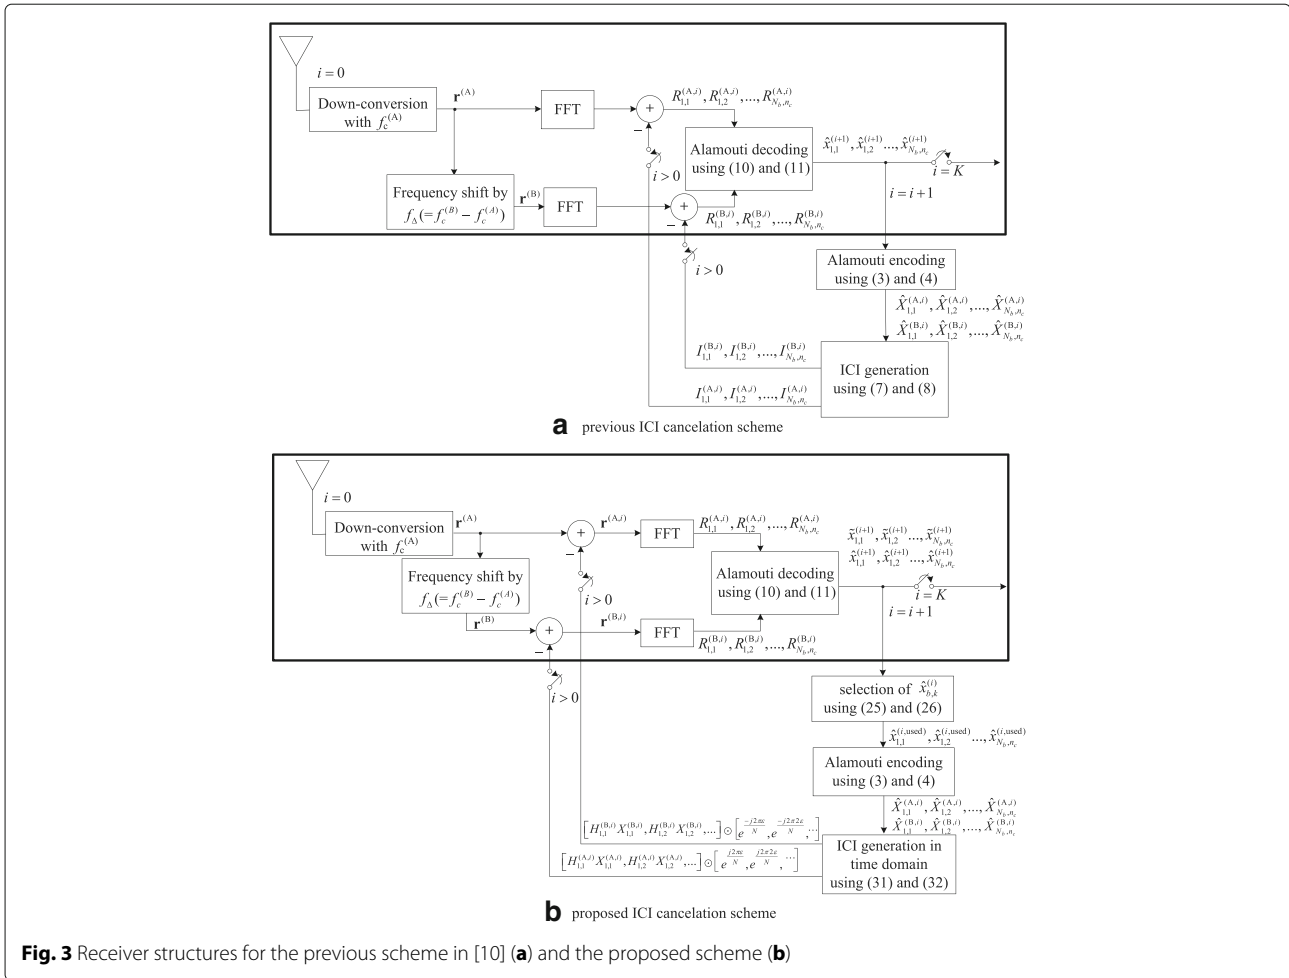 i = 0
Down-conversion
with f_c^{(A)}
r^{(A)}
FFT
+
−
i > 0
R_{1,1}^{(A,i)}, R_{1,2}^{(A,i)}, ..., R_{N_b,n_c}^{(A,i)}
Frequency shift by
f_Δ(= f_c^{(B)} − f_c^{(A)})
r^{(B)}
FFT
+
−
i > 0
R_{1,1}^{(B,i)}, R_{1,2}^{(B,i)}, ..., R_{N_b,n_c}^{(B,i)}
Alamouti decoding
using (10) and (11)
x̂_{1,1}^{(i+1)}, x̂_{1,2}^{(i+1)} ..., x̂_{N_b,n_c}^{(i+1)}
i = K
i = i + 1
Alamouti encoding
using (3) and (4)
X̂_{1,1}^{(A,i)}, X̂_{1,2}^{(A,i)}, ..., X̂_{N_b,n_c}^{(A,i)}
X̂_{1,1}^{(B,i)}, X̂_{1,2}^{(B,i)}, ..., X̂_{N_b,n_c}^{(B,i)}
ICI generation
using (7) and (8)
I_{1,1}^{(B,i)}, I_{1,2}^{(B,i)}, ..., I_{N_b,n_c}^{(B,i)}
I_{1,1}^{(A,i)}, I_{1,2}^{(A,i)}, ..., I_{N_b,n_c}^{(A,i)}
a previous ICI cancelation scheme
i = 0
Down-conversion
with f_c^{(A)}
r^{(A)}
+
−
i > 0
r^{(A,i)}
FFT
R_{1,1}^{(A,i)}, R_{1,2}^{(A,i)}, ..., R_{N_b,n_c}^{(A,i)}
Frequency shift by
f_Δ(= f_c^{(B)} − f_c^{(A)})
r^{(B)}
+
−
i > 0
r^{(B,i)}
FFT
R_{1,1}^{(B,i)}, R_{1,2}^{(B,i)}, ..., R_{N_b,n_c}^{(B,i)}
Alamouti decoding
using (10) and (11)
x̃_{1,1}^{(i+1)}, x̃_{1,2}^{(i+1)} ..., x̃_{N_b,n_c}^{(i+1)}
x̂_{1,1}^{(i+1)}, x̂_{1,2}^{(i+1)} ..., x̂_{N_b,n_c}^{(i+1)}
i = K
i = i + 1
selection of x̂_{b,k}^{(i)}
using (25) and (26)
x̂_{1,1}^{(i,used)}, x̂_{1,2}^{(i,used)} ..., x̂_{N_b,n_c}^{(i,used)}
Alamouti encoding
using (3) and (4)
X̂_{1,1}^{(A,i)}, X̂_{1,2}^{(A,i)}, ..., X̂_{N_b,n_c}^{(A,i)}
X̂_{1,1}^{(B,i)}, X̂_{1,2}^{(B,i)}, ..., X̂_{N_b,n_c}^{(B,i)}
ICI generation in
time domain
using (31) and (32)
[H_{1,1}^{(B,i)} X_{1,1}^{(B,i)}, H_{1,2}^{(B,i)} X_{1,2}^{(B,i)}, ...] ⊙ [e^{−j2πε/N}, e^{−j2π2ε/N}, ...
[H_{1,1}^{(A,i)} X_{1,1}^{(A,i)}, H_{1,2}^{(A,i)} X_{1,2}^{(A,i)}, ...] ⊙ [e^{j2πε/N}, e^{j2π2ε/N}, ...]
b proposed ICI cancelation scheme
Fig. 3 Receiver structures for the previous scheme in [10] (a) and the proposed scheme (b)